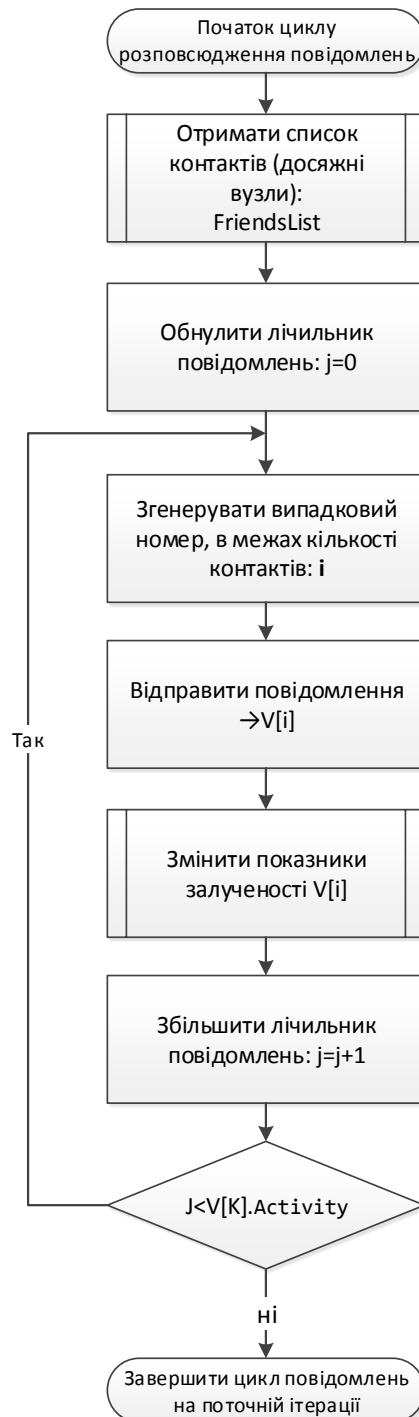 Початок циклу
розповсюдження повідомлень
Отримати список
контактів (досяжні
вузли):
FriendsList
Обнулити лічильник
повідомлень: j=0
Згенерувати випадковий
номер, в межах кількості
контактів: i
Відправити повідомлення
→V[i]
Так
Змінити показники
залученості V[i]
Збільшити лічильник
повідомлень: j=j+1
J<V[K].Activity
ні
Завершити цикл повідомлень
на поточній ітерації